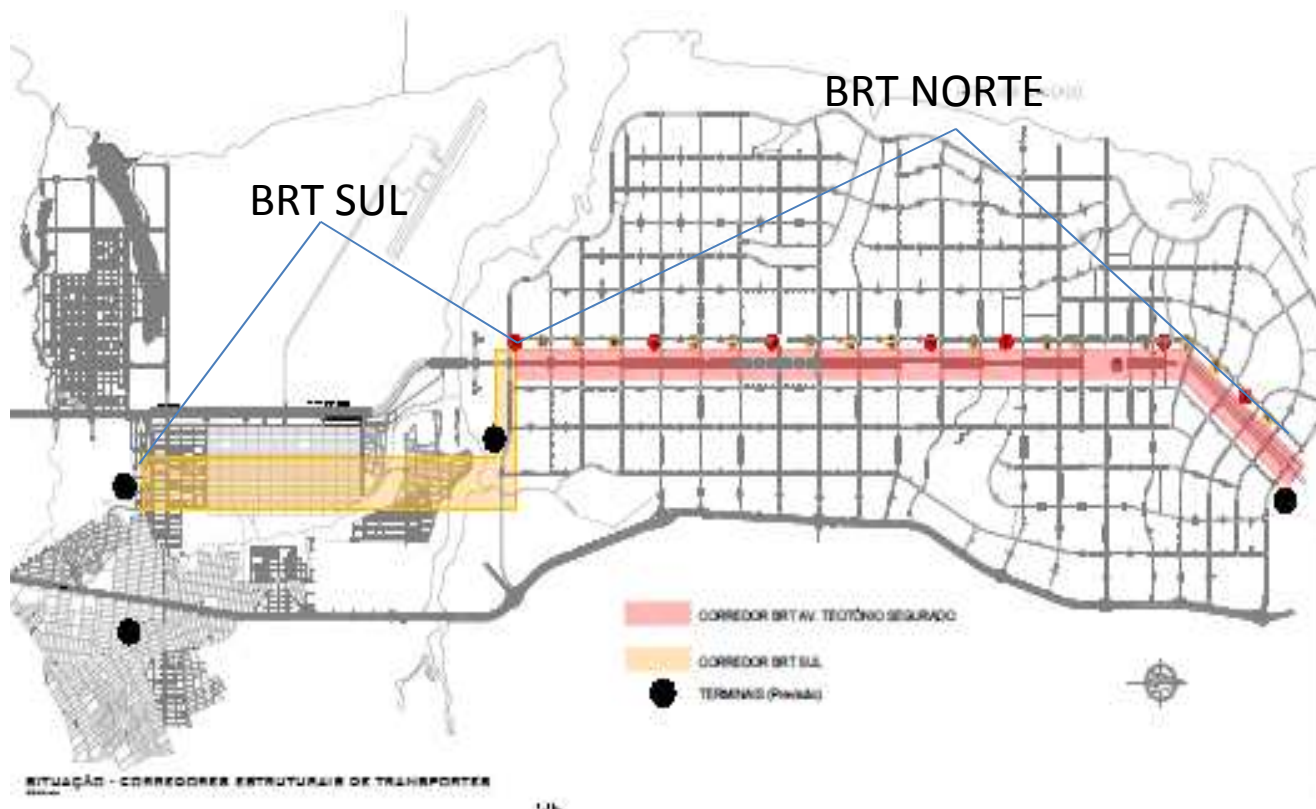 BRT NORTE
BRT SUL
CORREDOR BRT AV. TEOTÔNIO SEGURADO
CORREDOR BRT SUL
TERMINAIS (Previsão)
SITUAÇÃO - CORREDORES ESTRUTURAIS DE TRANSPORTES